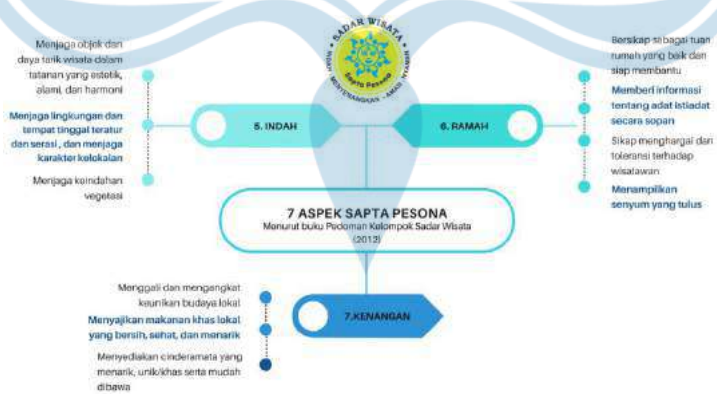 SADAR WISATA
Sapta Pesona
Menjaga objek dan
daya tarik wisata dalam
tatanan yang estetik,
alami, dan harmoni
Menjaga lingkungan dan
tempat tinggal teratur
dan serasi, dan menjaga
karakter kelokalan
Menjaga keindahan
vegetasi
5. INDAH
6. RAMAH
Bersikap sebagai tuan
rumah yang baik dan
siap membantu
Memberi informasi
tentang adat istiadat
secara sopan
Sikap menghargai dan
toleransi terhadap
wisatawan
Menampilkan
senyum yang tulus
7 ASPEK SAPTA PESONA
Menurut buku Pedoman Kelompok Sadar Wisata
(2012)
Menggali dan mengangkat
keunikan budaya lokal
Menyajikan makanan khas lokal
yang bersih, sehat, dan menarik
Menyediakan cinderamata yang
menarik, unik/khas serta mudah
dibawa
7.KENANGAN